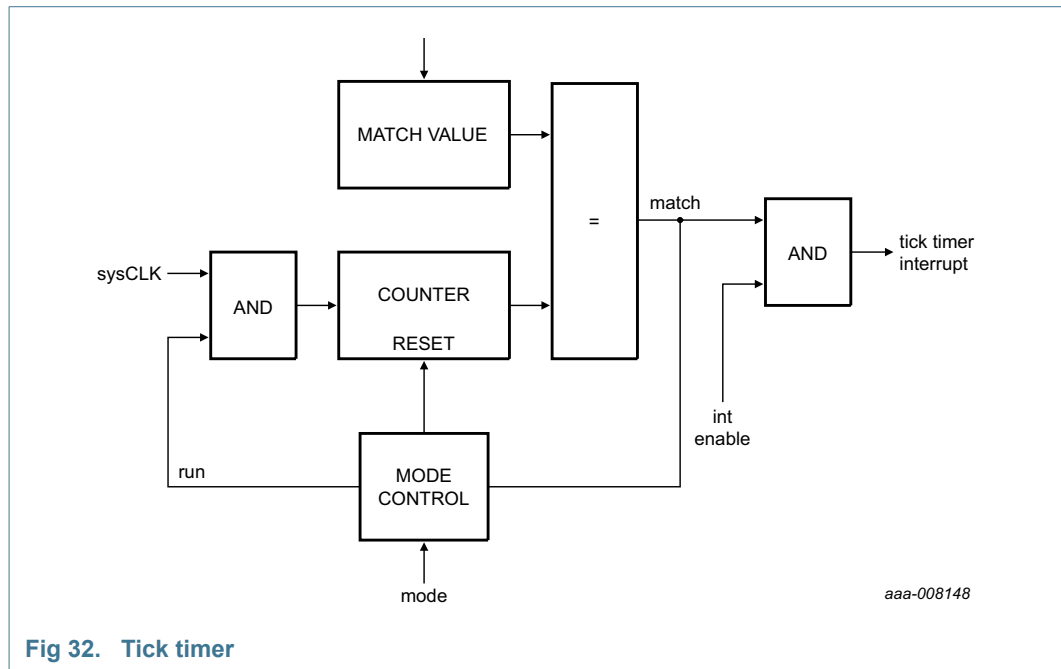 MATCH VALUE
=
match
AND
tick timer
interrupt
sysCLK
AND
COUNTER
RESET
int
enable
run
MODE
CONTROL
mode
aaa-008148
Fig 32. Tick timer